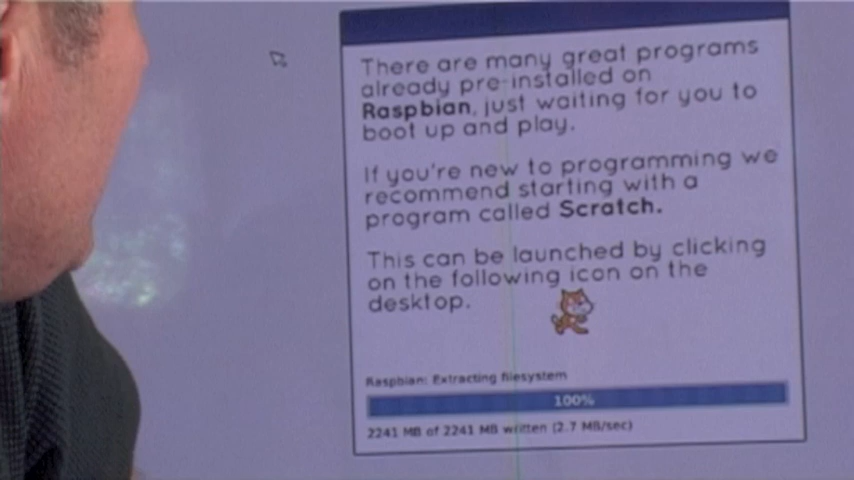 There are many great programs
already pre-installed on
Raspbian, just waiting for you to
boot up and play.
If you're new to programming we
recommend starting with a
program called Scratch.
This can be launched by clicking
on the following icon on the
desktop.
Raspbian: Extracting filesystem
100%
2241 MB of 2241 MB written (2.7 MB/sec)